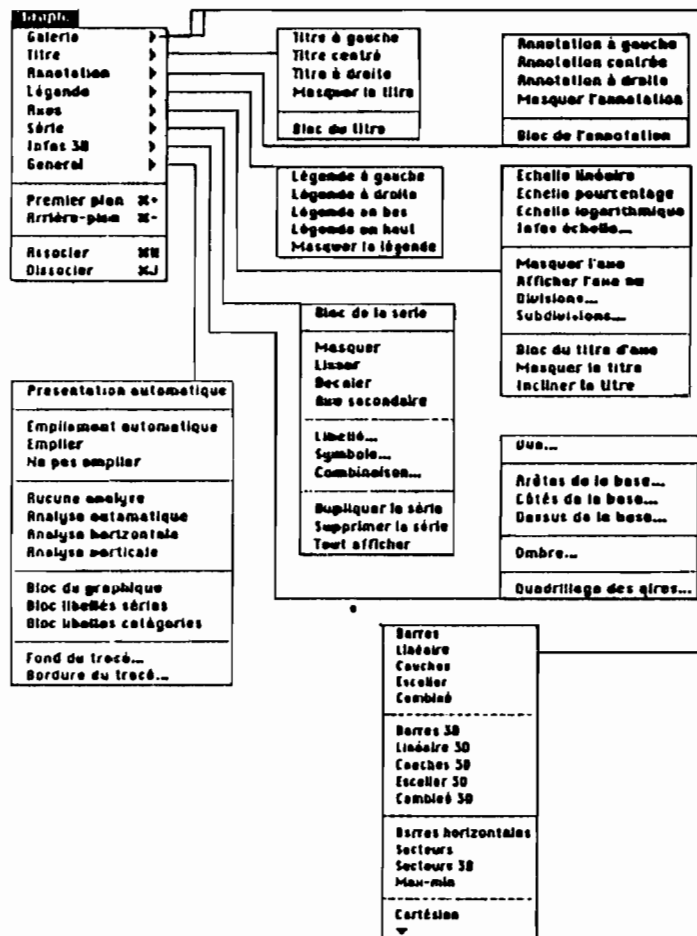 Graph.
Galerie
Titre
Annotation
Légende
Axes
Série
Infos 3D
General
Premier plan ⌘+
Arrière-plan ⌘-
Associer ⌘N
Dissocier ⌘J
Titre à gauche
Titre centré
Titre à droite
Masquer le titre
Bloc du titre
Annotation à gauche
Annotation centrée
Annotation à droite
Masquer l'annotation
Bloc de l'annotation
Légende à gauche
Légende à droite
Légende en bas
Légende en haut
Masquer la légende
Echelle linéaire
Echelle pourcentage
Echelle logarithmique
Infos échelle...
Masquer l'axe
Afficher l'axe
Divisions...
Subdivisions...
Bloc du titre d'axe
Masquer le titre
Incliner le titre
Bloc de la série
Masquer
Lisser
Decaler
Axe secondaire
Libellé...
Symbole...
Combinaison...
Dupliquer la série
Supprimer la série
Tout afficher
Presentation automatique
Empilement automatique
Empiler
Ne pas empiler
Aucune analyse
Analyse automatique
Analyse horizontale
Analyse verticale
Bloc du graphique
Bloc libellés séries
Bloc libelles catégories
Fond du tracé...
Bordure du tracé...
Vue...
Arêtes de la base...
Côtés de la base...
Dessus de la base...
Ombre...
Quadrillage des aires...
Barres
Linéaire
Couches
Escalier
Combiné
Barres 3D
Linéaire 3D
Couches 3D
Escalier 3D
Combiné 3D
Barres horizontales
Secteurs
Secteurs 3D
Max-min
Cartésien